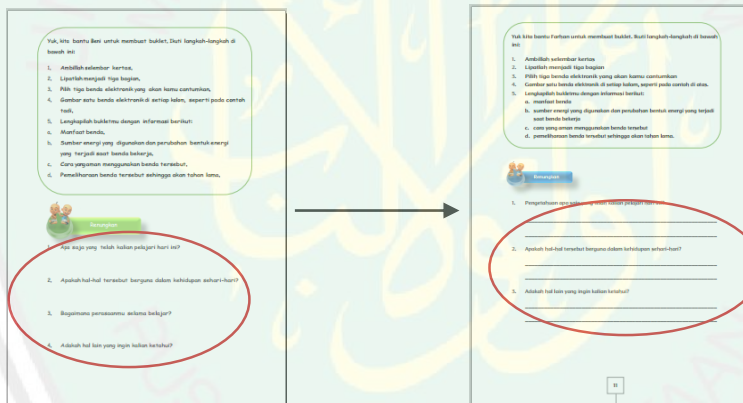 Yuk, kita bantu Beni untuk membuat buklet, Ikuti langkah-langkah di
bawah ini:
1. Ambillah selembar kertas,
2. Lipatlah menjadi tiga bagian,
3. Pilih tiga benda elektronik yang akan kamu cantumkan,
4. Gambar satu benda elektronik di setiap kolom, seperti pada contoh
tadi,
5. Lengkapilah bukletmu dengan informasi berikut:
a. Manfaat benda,
b. Sumber energi yang digunakan dan perubahan bentuk energi
yang terjadi saat benda bekerja,
c. Cara yang aman menggunakan benda tersebut,
d. Pemeliharaan benda tersebut sehingga akan tahan lama,
Renungkan
1. Apa saja yang telah kalian pelajari hari ini?
2. Apakah hal-hal tersebut berguna dalam kehidupan sehari-hari?
3. Bagaimana perasaanmu selama belajar?
4. Adakah hal lain yang ingin kalian ketahui?
Yuk kita bantu Farhan untuk membuat buklet. Ikuti langkah-langkah di bawah
ini:
1. Ambillah selembar kertas
2. Lipatlah menjadi tiga bagian
3. Pilih tiga benda elektronik yang akan kamu cantumkan
4. Gambar satu benda elektronik di setiap kolom, seperti pada contoh di atas.
5. Lengkapilah bukletmu dengan informasi berikut:
a. manfaat benda
b. sumber energi yang digunakan dan perubahan bentuk energi yang terjadi
saat benda bekerja
c. cara yang aman menggunakan benda tersebut
d. pemeliharaan benda tersebut sehingga akan tahan lama.
Renungkan
1. Pengetahuan apa saja yang telah kalian pelajari hari ini?
2. Apakah hal-hal tersebut berguna dalam kehidupan sehari-hari?
3. Adakah hal lain yang ingin kalian ketahui?